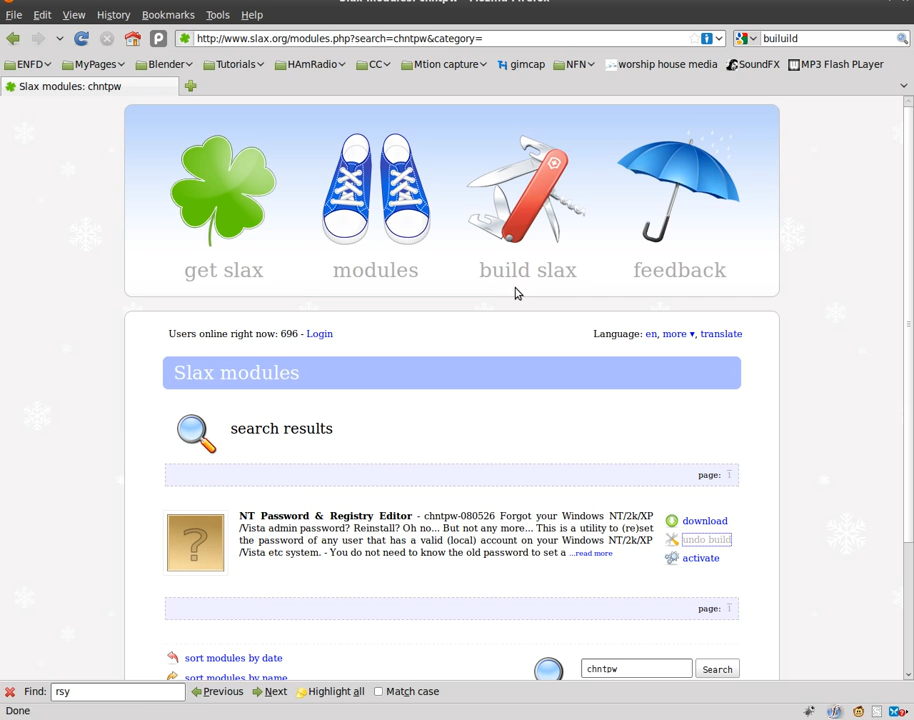 Slax modules: chntpw - Mozilla Firefox
File Edit View History Bookmarks Tools Help
http://www.slax.org/modules.php?search=chntpw&category= builuild
ENFD MyPages Blender Tutorials HAmRadio CC Mtion capture gimcap NFN worship house media SoundFX MP3 Flash PLayer
Slax modules: chntpw
get slax modules build slax feedback
Users online right now: 696 - Login Language: en, more ▾, translate
Slax modules
search results
page: 1
NT Password & Registry Editor - chntpw-080526 Forgot your Windows NT/2k/XP
/Vista admin password? Reinstall? Oh no... But not any more... This is a utility to (re)set
the password of any user that has a valid (local) account on your Windows NT/2k/XP
/Vista etc system. - You do not need to know the old password to set a ...read more
download
undo build
activate
page: 1
sort modules by date
sort modules by name
chntpw Search
Find: rsy Previous Next Highlight all Match case
Done